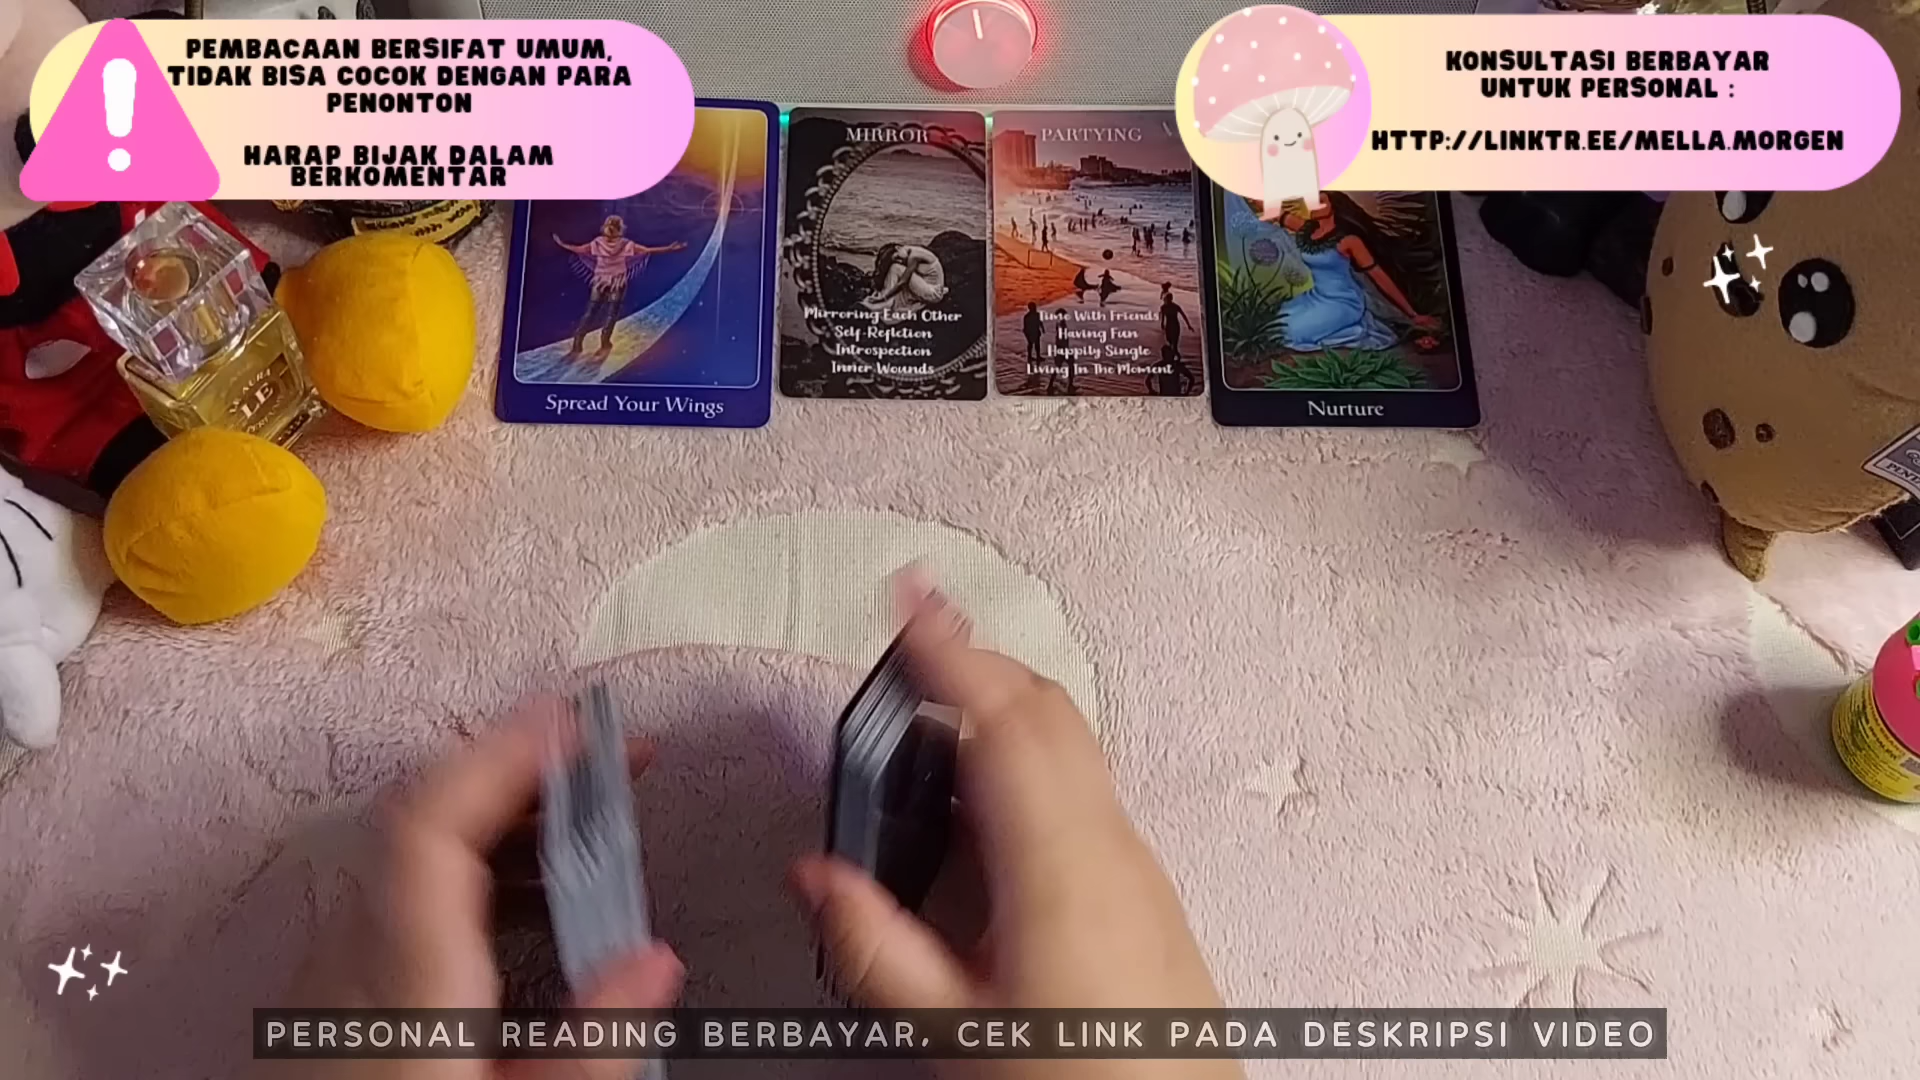 PEMBACAAN BERSIFAT UMUM,
TIDAK BISA COCOK DENGAN PARA
PENONTON
HARAP BIJAK DALAM
BERKOMENTAR
KONSULTASI BERBAYAR
UNTUK PERSONAL :
HTTP://LINKTR.EE/MELLA.MORGEN
MIRROR
Mirroring Each Other
Self-Reflction
Introspection
Inner Wounds
PARTYING
Time With Friends
Having Fun
Happily Single
Living In The Moment
Spread Your Wings
Nurture
PERSONAL READING BERBAYAR, CEK LINK PADA DESKRIPSI VIDEO